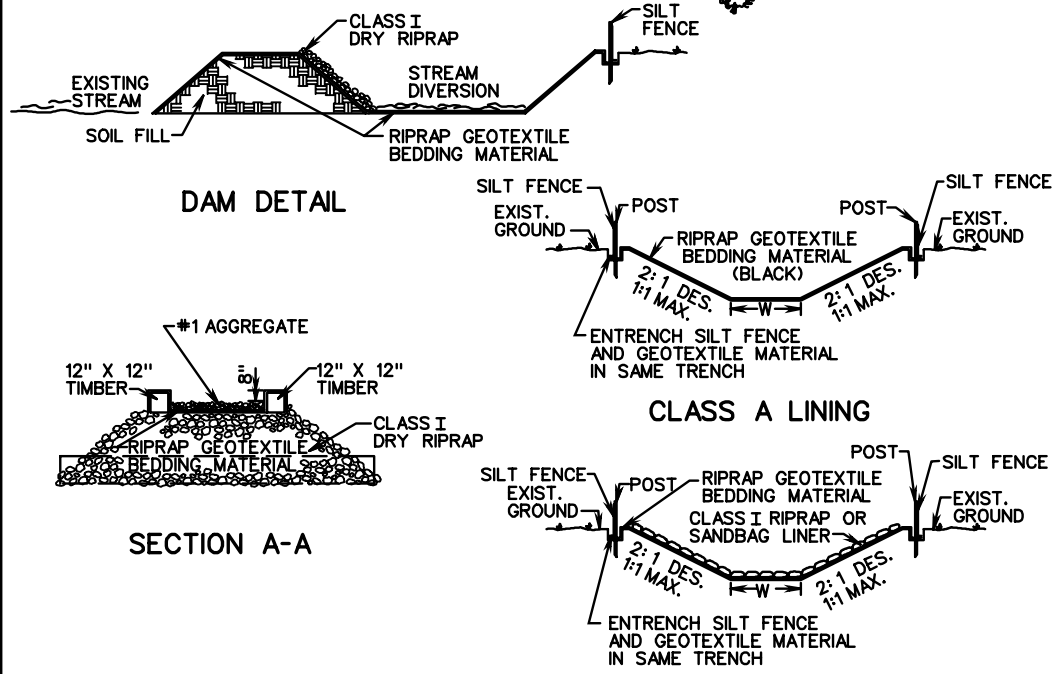 CLASS I
DRY RIPRAP
SILT
FENCE
EXISTING
STREAM
STREAM
DIVERSION
SOIL FILL
RIPRAP GEOTEXTILE
BEDDING MATERIAL
DAM DETAIL
SILT FENCE
POST
EXIST.
GROUND
RIPRAP GEOTEXTILE
BEDDING MATERIAL
(BLACK)
POST
SILT FENCE
EXIST.
GROUND
2:1 DES.
1:1 MAX.
W
2:1 DES.
1:1 MAX.
ENTRENCH SILT FENCE
AND GEOTEXTILE MATERIAL
IN SAME TRENCH
CLASS A LINING
#1 AGGREGATE
12" X 12"
TIMBER
8"
12" X 12"
TIMBER
CLASS I
DRY RIPRAP
RIPRAP GEOTEXTILE
BEDDING MATERIAL
SECTION A-A
SILT FENCE
EXIST.
GROUND
POST
RIPRAP GEOTEXTILE
BEDDING MATERIAL
CLASS I RIPRAP OR
SANDBAG LINER
POST
SILT FENCE
EXIST.
GROUND
2:1 DES.
1:1 MAX.
W
2:1 DES.
1:1 MAX.
ENTRENCH SILT FENCE
AND GEOTEXTILE MATERIAL
IN SAME TRENCH